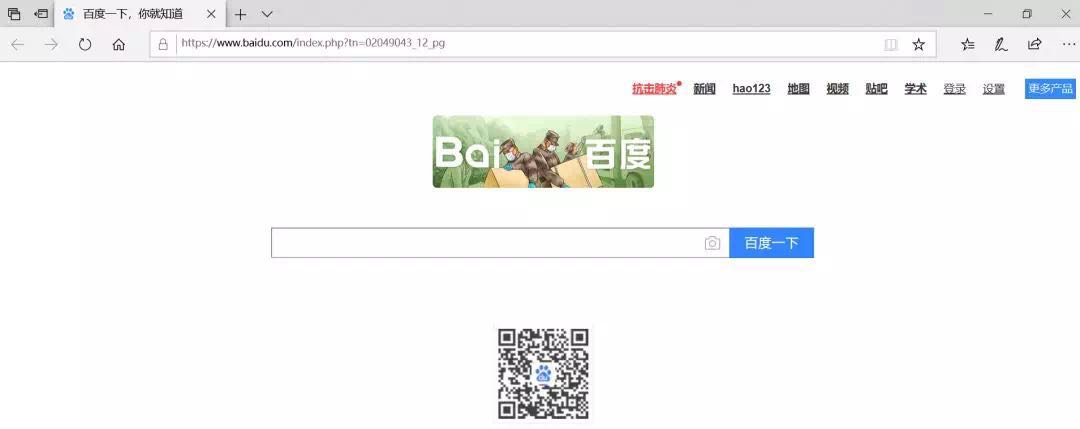 百度一下，你就知道
https://www.baidu.com/index.php?tn=02049043_12_pg
抗击肺炎 新闻 hao123 地图 视频 贴吧 学术 登录 设置 更多产品
Bai 百度
百度一下